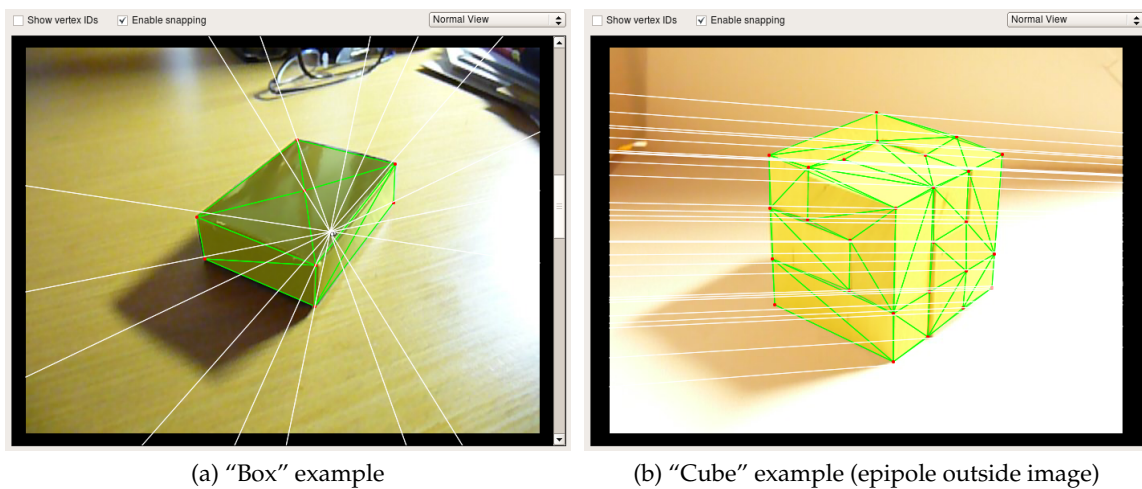 Show vertex IDs Enable snapping Normal View
Show vertex IDs Enable snapping Normal View
(a) “Box” example
(b) “Cube” example (epipole outside image)